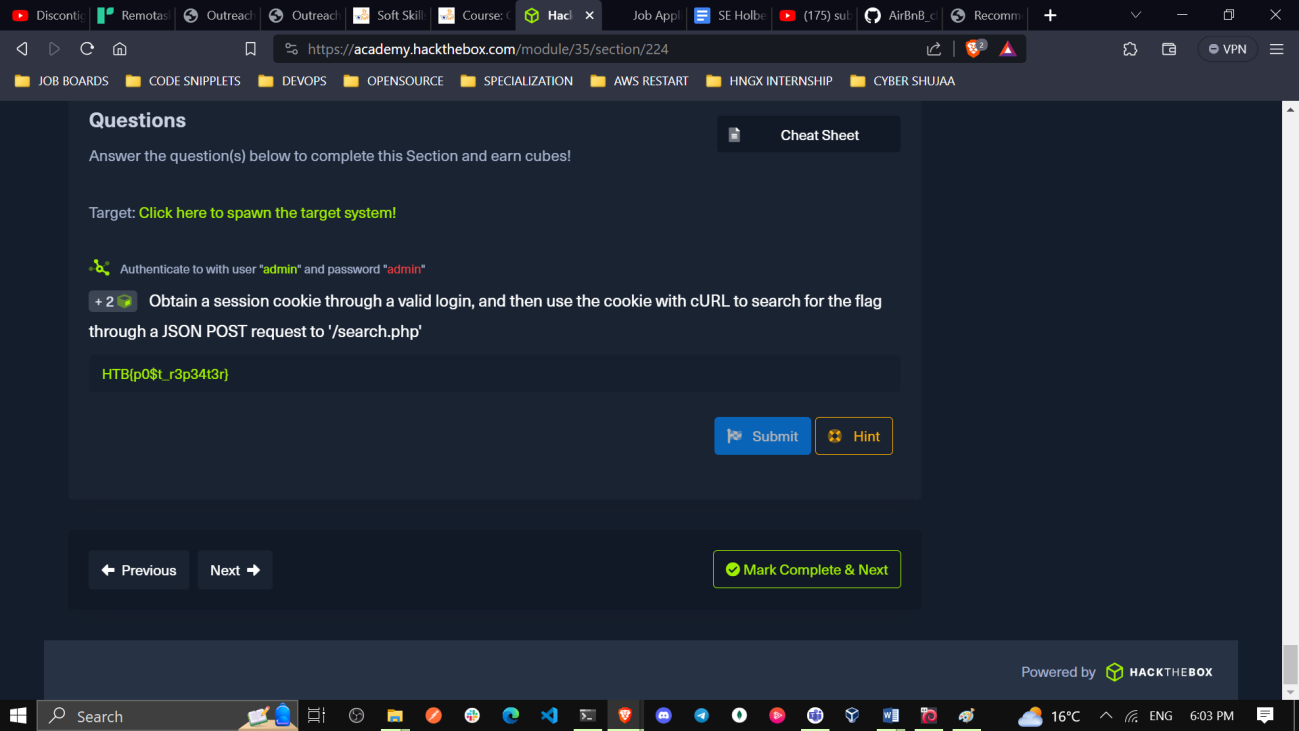 Discontig
Remotas
Outreach
Outreach
Soft Skill
Course: C
Hac
Job Appl
SE Holbe
(175) sub
AirBnB_cl
Recomm
https://academy.hackthebox.com/module/35/section/224
2
VPN
JOB BOARDS
CODE SNIPPLETS
DEVOPS
OPENSOURCE
SPECIALIZATION
AWS RESTART
HNGX INTERNSHIP
CYBER SHUJAA
Questions
Cheat Sheet
Answer the question(s) below to complete this Section and earn cubes!
Target: Click here to spawn the target system!
Authenticate to with user "admin" and password "admin"
+ 2 Obtain a session cookie through a valid login, and then use the cookie with cURL to search for the flag
through a JSON POST request to '/search.php'
HTB{p0$t_r3p34t3r}
Submit
Hint
Previous
Next
Mark Complete & Next
Powered by HACKTHEBOX
Search
16°C
ENG
6:03 PM